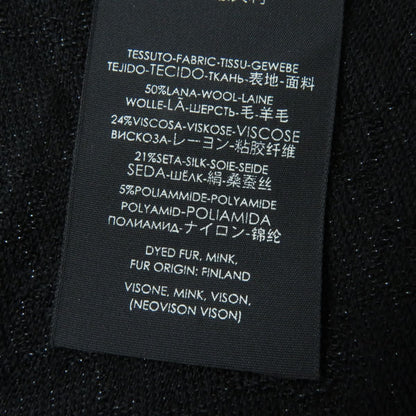 TESSUTO-FABRIC-TISSU-GEWEBE
TEJIDO-TECIDO-ТКАНЬ-表地-面料
50%LANA-WOOL-LAINE
WOLLE-LÃ-ШЕРСТЬ-毛-羊毛
24%VISCOSA-VISKOSE-VISCOSE
ВИСКОЗА-レーヨン-粘胶纤维
21%SETA-SILK-SOIE-SEIDE
SEDA-ШЁЛК-絹-桑蚕丝
5%POLIAMMIDE-POLYAMIDE
POLYAMID-POLIAMIDA
ПОЛИАМИД-ナイロン-锦纶
DYED FUR, MINK,
FUR ORIGIN: FINLAND
VISONE, MINK, VISON,
(NEOVISON VISON)